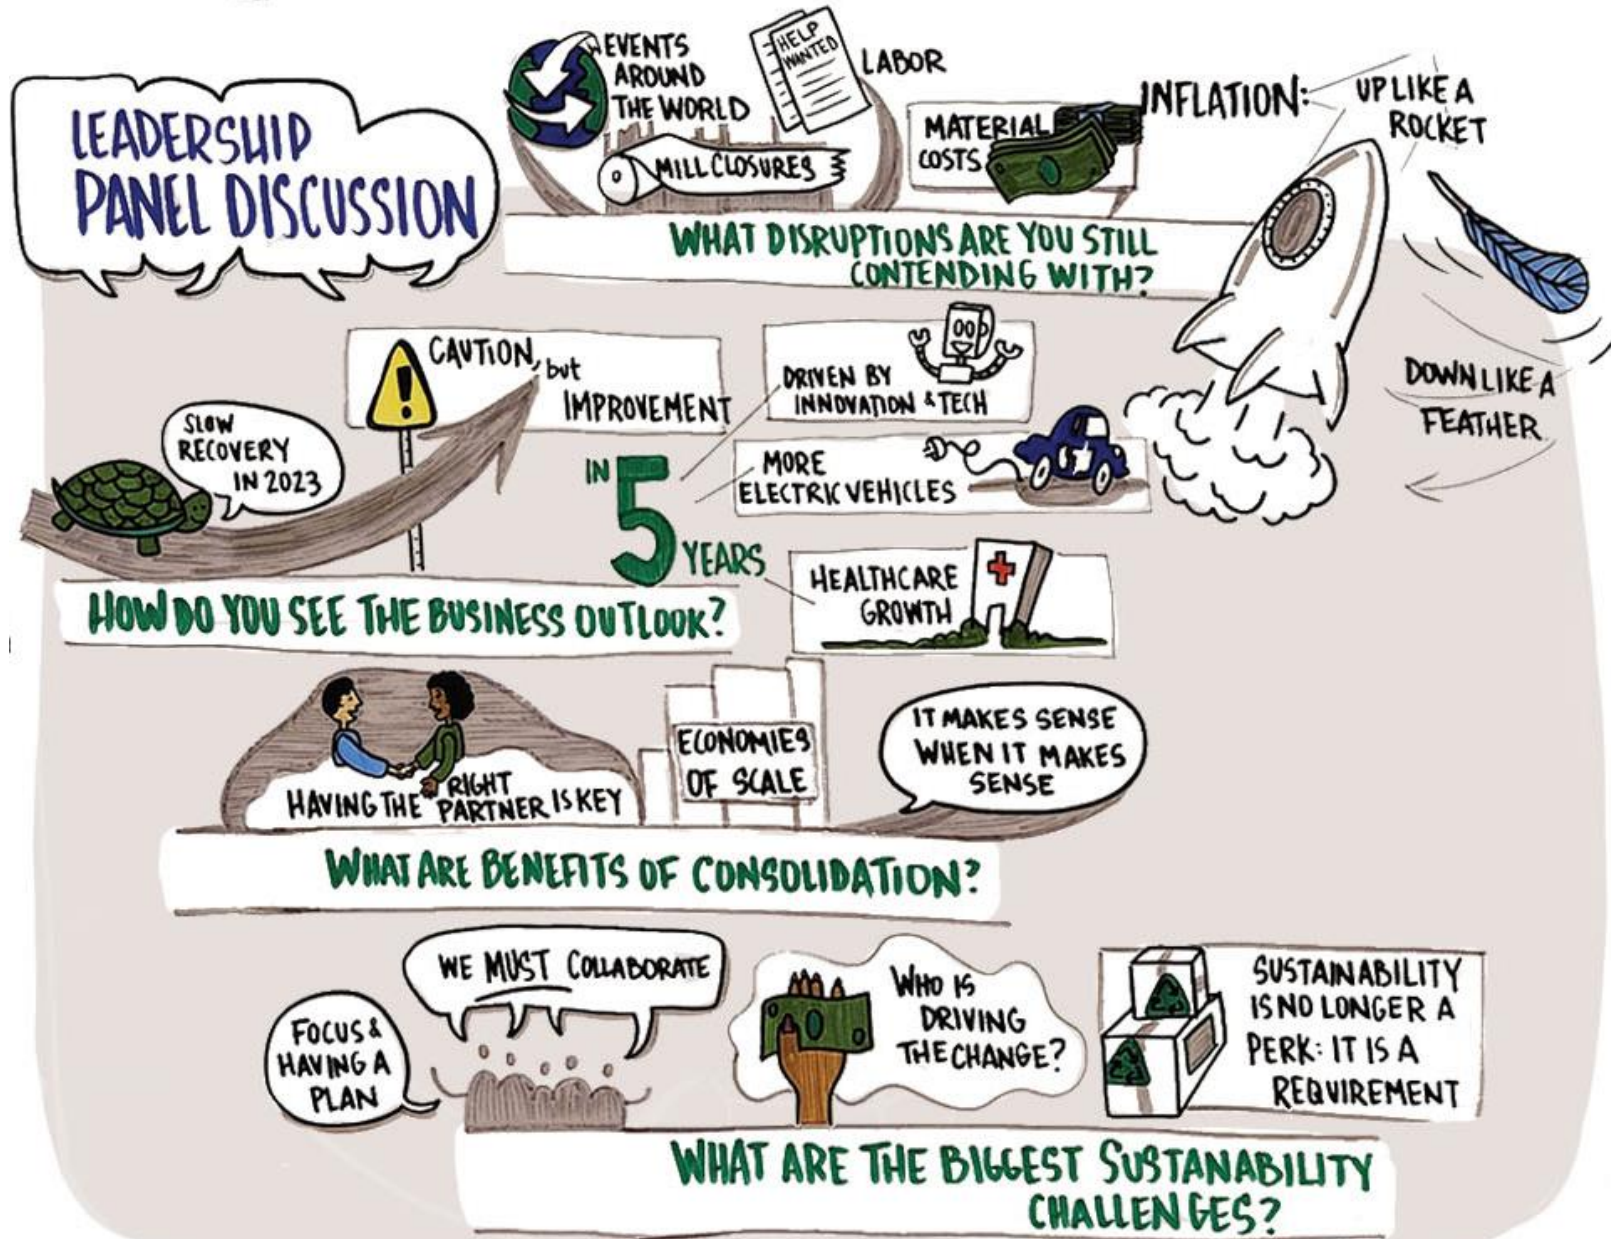 LEADERSHIP
PANEL DISCUSSION
EVENTS
AROUND
THE WORLD
HELP
WANTED
LABOR
MILL CLOSURES
MATERIAL
COSTS
INFLATION:
UP LIKE A
ROCKET
DOWN LIKE A
FEATHER
WHAT DISRUPTIONS ARE YOU STILL
CONTENDING WITH?
SLOW
RECOVERY
IN 2023
!
CAUTION, but
IMPROVEMENT
IN 5 YEARS
DRIVEN BY
INNOVATION & TECH
MORE
ELECTRIC VEHICLES
HEALTHCARE
GROWTH
HOW DO YOU SEE THE BUSINESS OUTLOOK?
HAVING THE RIGHT
PARTNER IS KEY
ECONOMIES
OF SCALE
IT MAKES SENSE
WHEN IT MAKES
SENSE
WHAT ARE BENEFITS OF CONSOLIDATION?
FOCUS &
HAVING A
PLAN
WE MUST COLLABORATE
WHO IS
DRIVING
THE CHANGE?
SUSTAINABILITY
IS NO LONGER A
PERK: IT IS A
REQUIREMENT
WHAT ARE THE BIGGEST SUSTANABILITY
CHALLENGES?